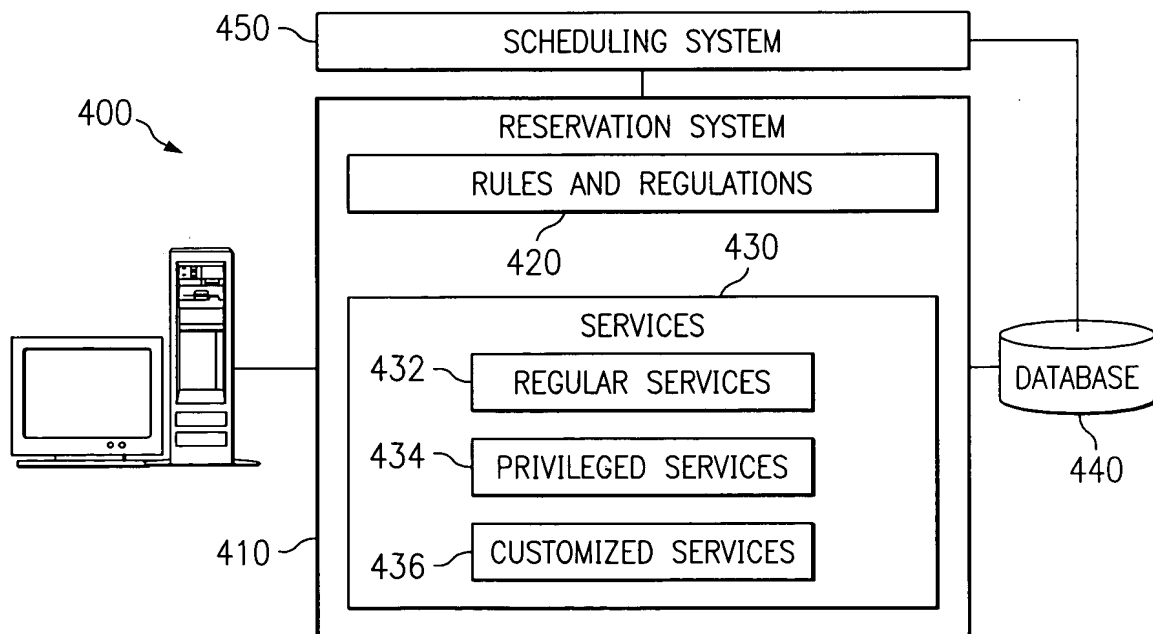 450
SCHEDULING SYSTEM
400
RESERVATION SYSTEM
RULES AND REGULATIONS
420
430
SERVICES
432
REGULAR SERVICES
434
PRIVILEGED SERVICES
436
CUSTOMIZED SERVICES
410
DATABASE
440